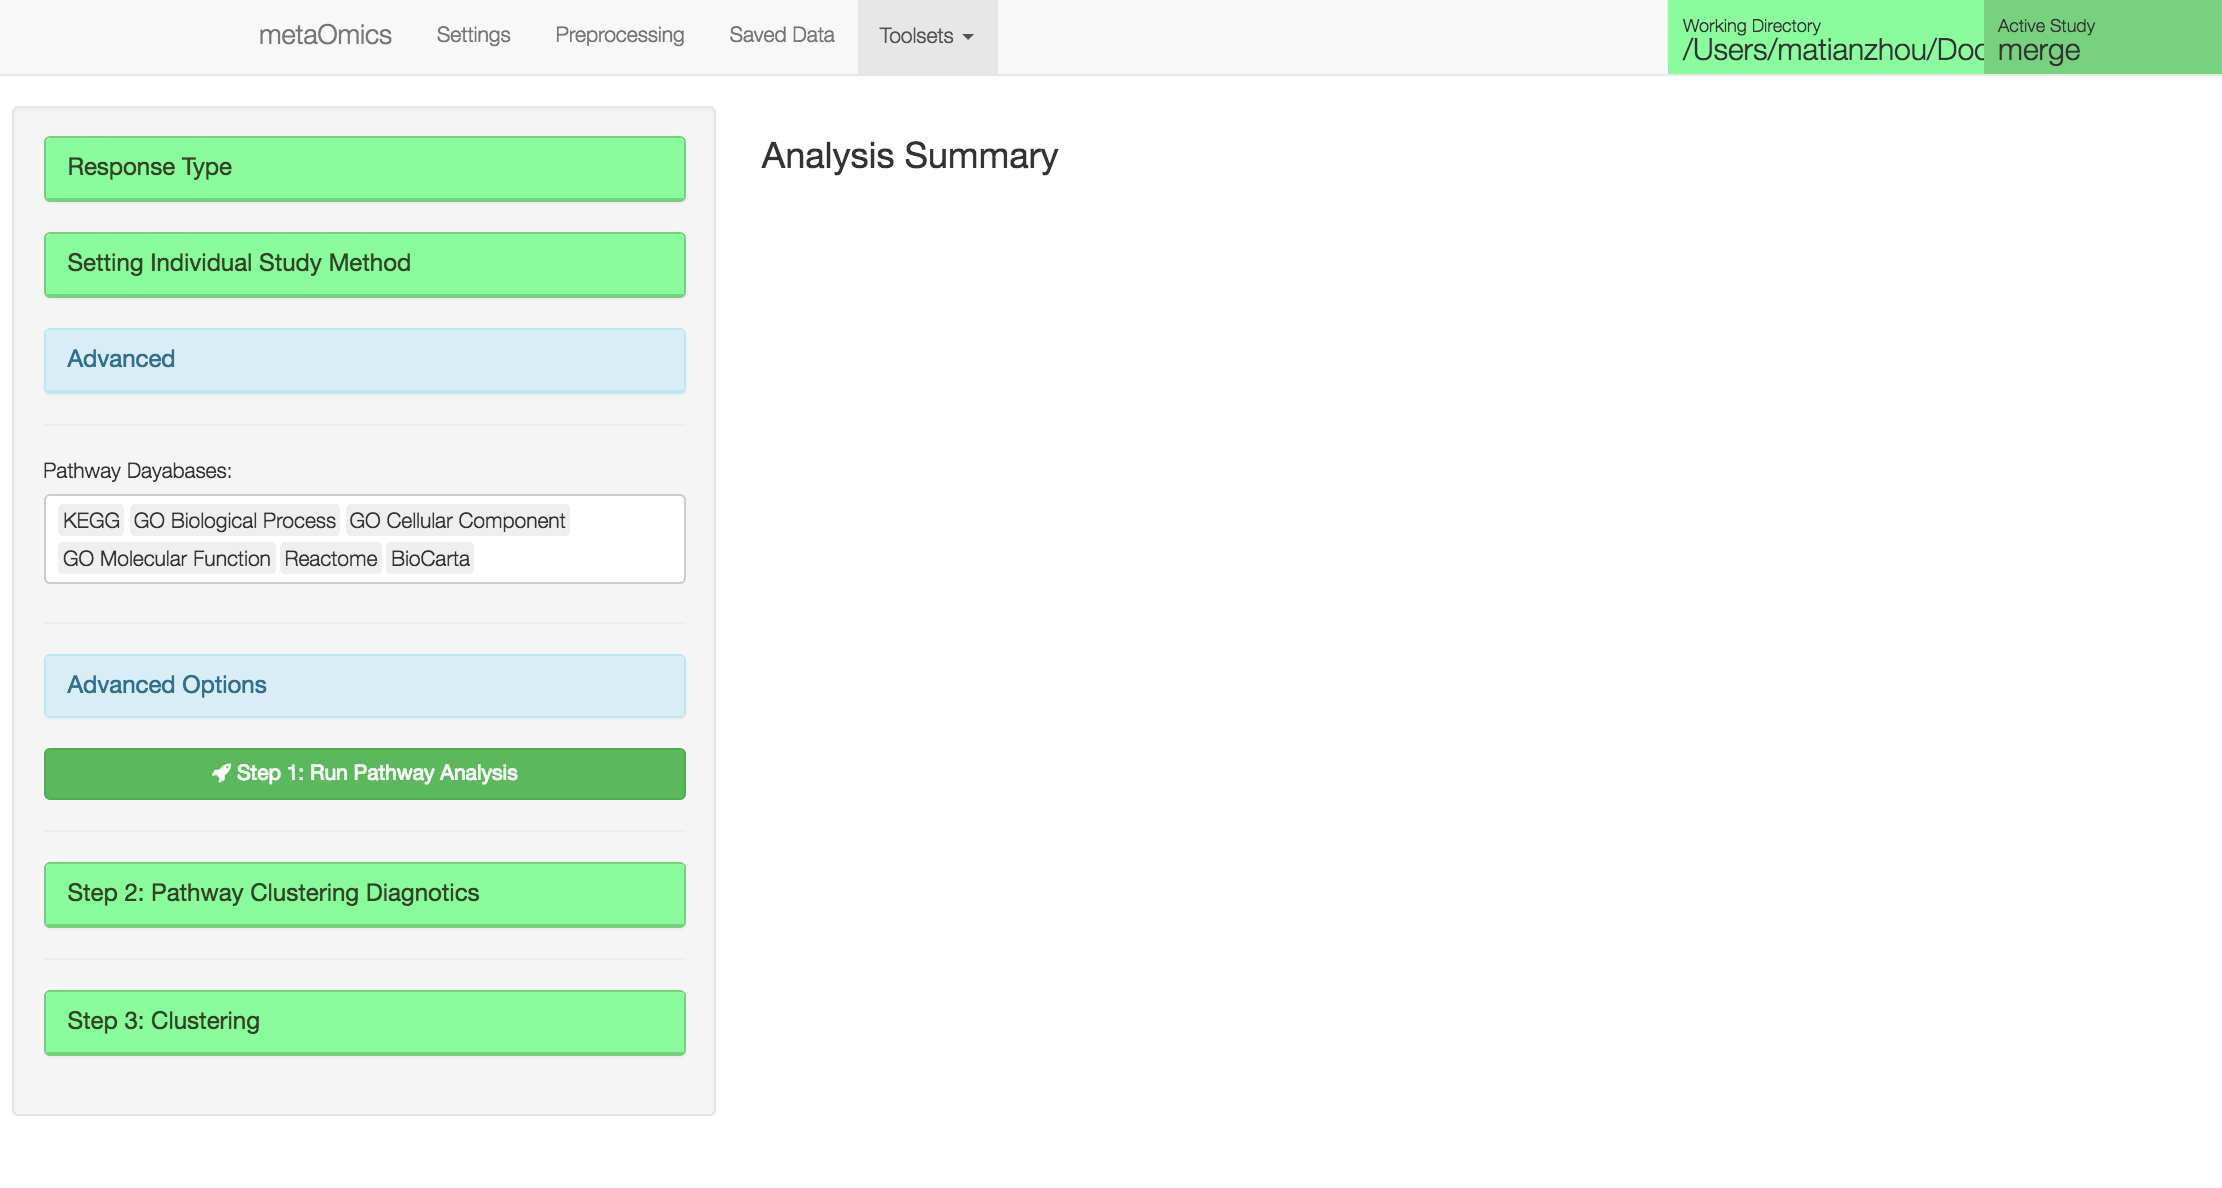 metaOmics Settings Preprocessing Saved Data Toolsets
Working Directory
/Users/matianzhou/Doc
Active Study
merge
Response Type
Setting Individual Study Method
Advanced
Pathway Dayabases:
KEGG GO Biological Process GO Cellular Component
GO Molecular Function Reactome BioCarta
Advanced Options
Step 1: Run Pathway Analysis
Step 2: Pathway Clustering Diagnotics
Step 3: Clustering
Analysis Summary